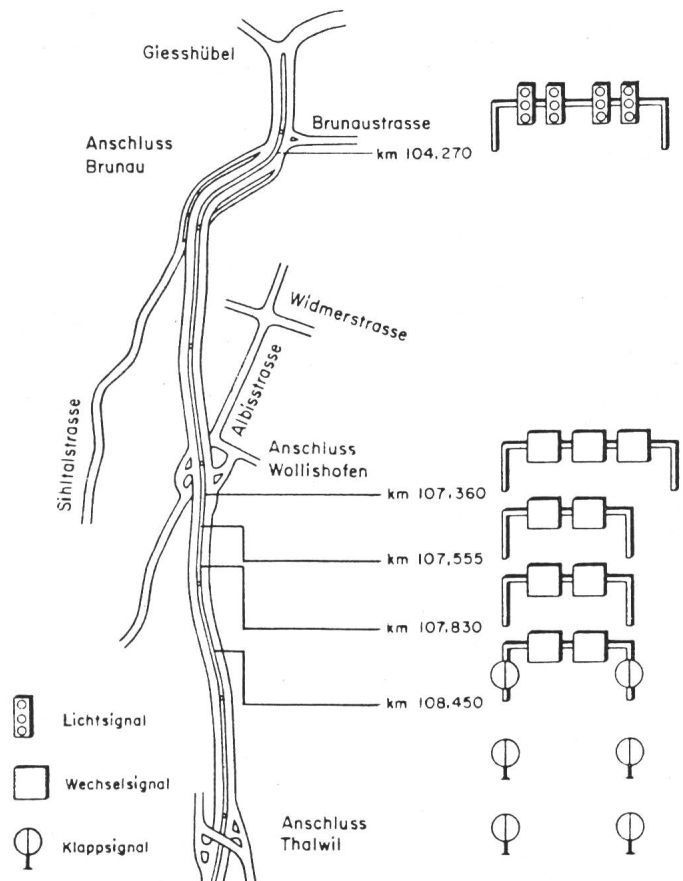 Giesshübel
Brunaustrasse
Anschluss
Brunau
km 104,270
Widmerstrasse
Albisstrasse
Sihltalstrasse
Anschluss
Wollishofen
km 107,360
km 107,555
km 107,830
km 108,450
Lichtsignal
Wechselsignal
Klappsignal
Anschluss
Thalwil